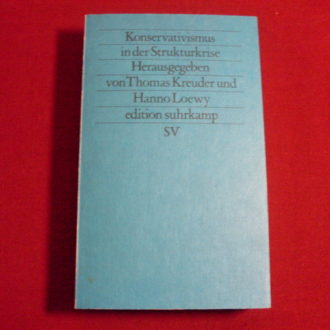 Konservativismus
in der Strukturkrise
Herausgegeben
von Thomas Kreuder und
Hanno Loewy
edition suhrkamp
SV